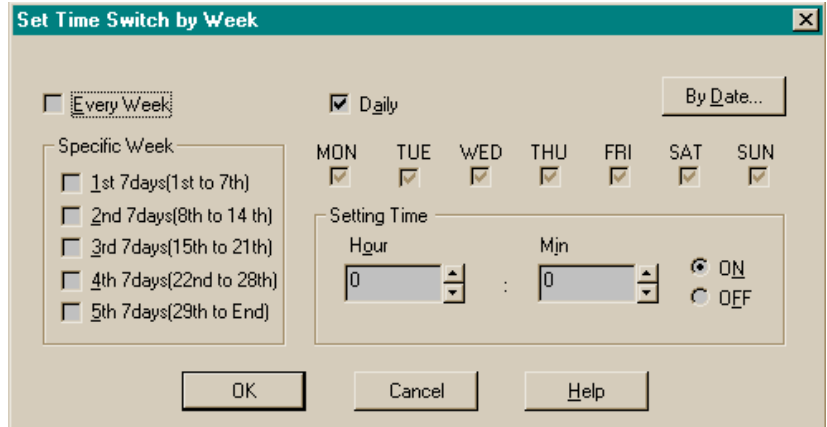 Set Time Switch by Week
Every Week
Daily
By Date...
Specific Week
1st 7days(1st to 7th)
2nd 7days(8th to 14 th)
3rd 7days(15th to 21th)
4th 7days(22nd to 28th)
5th 7days(29th to End)
MON TUE WED THU FRI SAT SUN
Setting Time
Hour Min
0 : 0
ON
OFF
OK Cancel Help